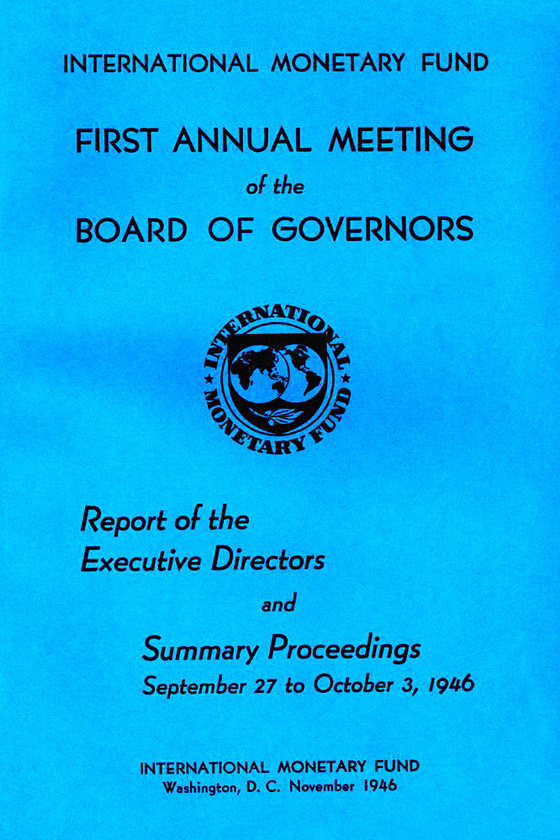 INTERNATIONAL MONETARY FUND
FIRST ANNUAL MEETING
of the
BOARD OF GOVERNORS
INTERNATIONAL
MONETARY FUND
Report of the
Executive Directors
and
Summary Proceedings
September 27 to October 3, 1946
INTERNATIONAL MONETARY FUND
Washington, D. C. November 1946